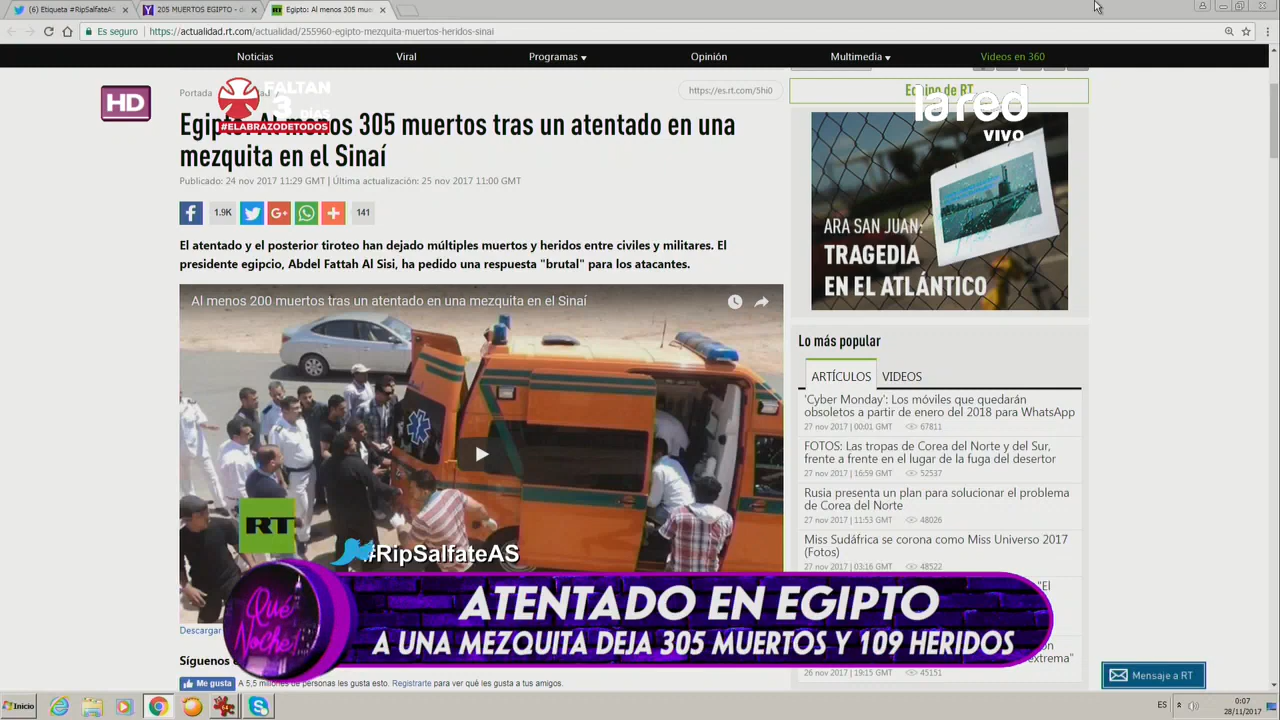 (6) Etiqueta #RipSalfateAS
205 MUERTOS EGIPTO - d
Egipto: Al menos 305 mue
Es seguro
https://actualidad.rt.com/actualidad/255960-egipto-mezquita-muertos-heridos-sinai
Noticias
Viral
Programas
Opinión
Multimedia
Videos en 360
HD
Portada
FALTAN
3
días
#ELABRAZODETODOS
https://es.rt.com/5hi0
Equipo de RT
la red
VIVO
Egipto: Al menos 305 muertos tras un atentado en una
mezquita en el Sinaí
Publicado: 24 nov 2017 11:29 GMT | Última actualización: 25 nov 2017 11:00 GMT
1.9K
141
El atentado y el posterior tiroteo han dejado múltiples muertos y heridos entre civiles y militares. El
presidente egipcio, Abdel Fattah Al Sisi, ha pedido una respuesta "brutal" para los atacantes.
Al menos 200 muertos tras un atentado en una mezquita en el Sinaí
RT
#RipSalfateAS
ARA SAN JUAN:
TRAGEDIA
EN EL ATLÁNTICO
Lo más popular
ARTÍCULOS
VIDEOS
'Cyber Monday': Los móviles que quedarán
obsoletos a partir de enero del 2018 para WhatsApp
27 nov 2017 | 00:01 GMT 67811
FOTOS: Las tropas de Corea del Norte y del Sur,
frente a frente en el lugar de la fuga del desertor
27 nov 2017 | 16:59 GMT 52537
Rusia presenta un plan para solucionar el problema
de Corea del Norte
27 nov 2017 | 11:53 GMT 48026
Miss Sudáfrica se corona como Miss Universo 2017
(Fotos)
27 nov 2017 | 03:16 GMT 48522
"El
extrema"
26 nov 2017 | 19:15 GMT 45151
Qué
Noche!
ATENTADO EN EGIPTO
A UNA MEZQUITA DEJA 305 MUERTOS Y 109 HERIDOS
Descargar
Síguenos
Me gusta
A 5,5 millones de persones les gusta esto. Regístrarte para ver qué les gusta a tus amigos.
Mensaje a RT
Inicio
ES
0:07
28/11/2017